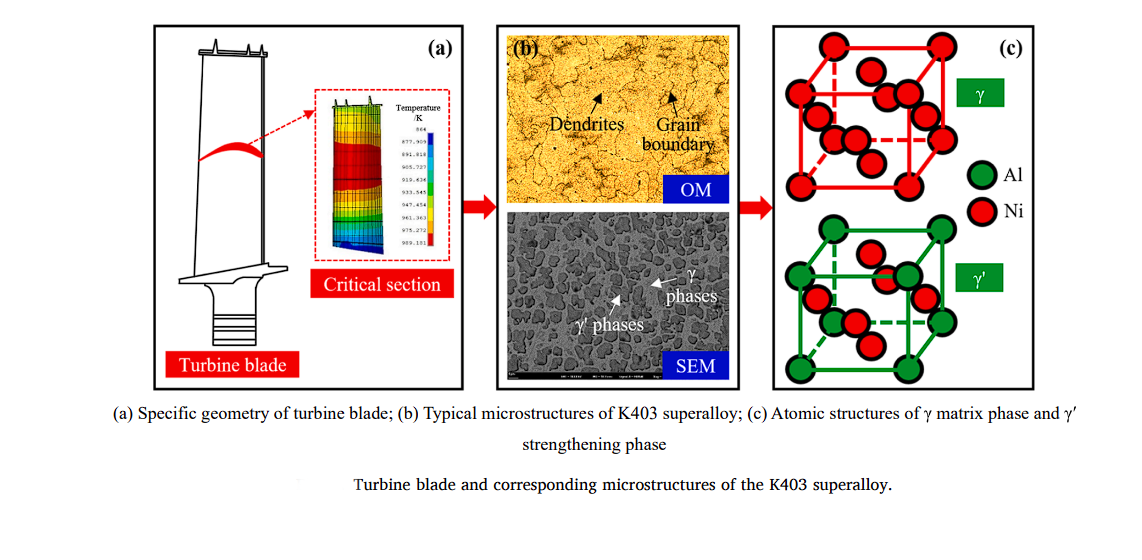 (a)
Temperature
/K
864
877.909
891.818
905.727
919.636
933.545
947.454
961.363
975.272
989.181
Critical section
Turbine blade
(b)
Dendrites
Grain
boundary
OM
γ
phases
γ' phases
SEM
(c)
γ
Al
Ni
γ'
(a) Specific geometry of turbine blade; (b) Typical microstructures of K403 superalloy; (c) Atomic structures of γ matrix phase and γ′
strengthening phase
Turbine blade and corresponding microstructures of the K403 superalloy.